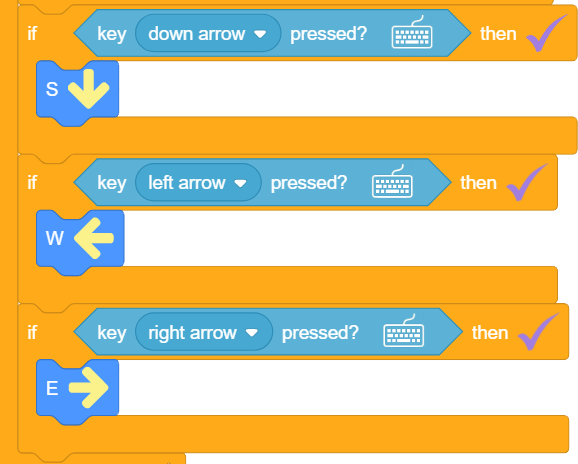 if key down arrow pressed? then
S
if key left arrow pressed? then
W
if key right arrow pressed? then
E